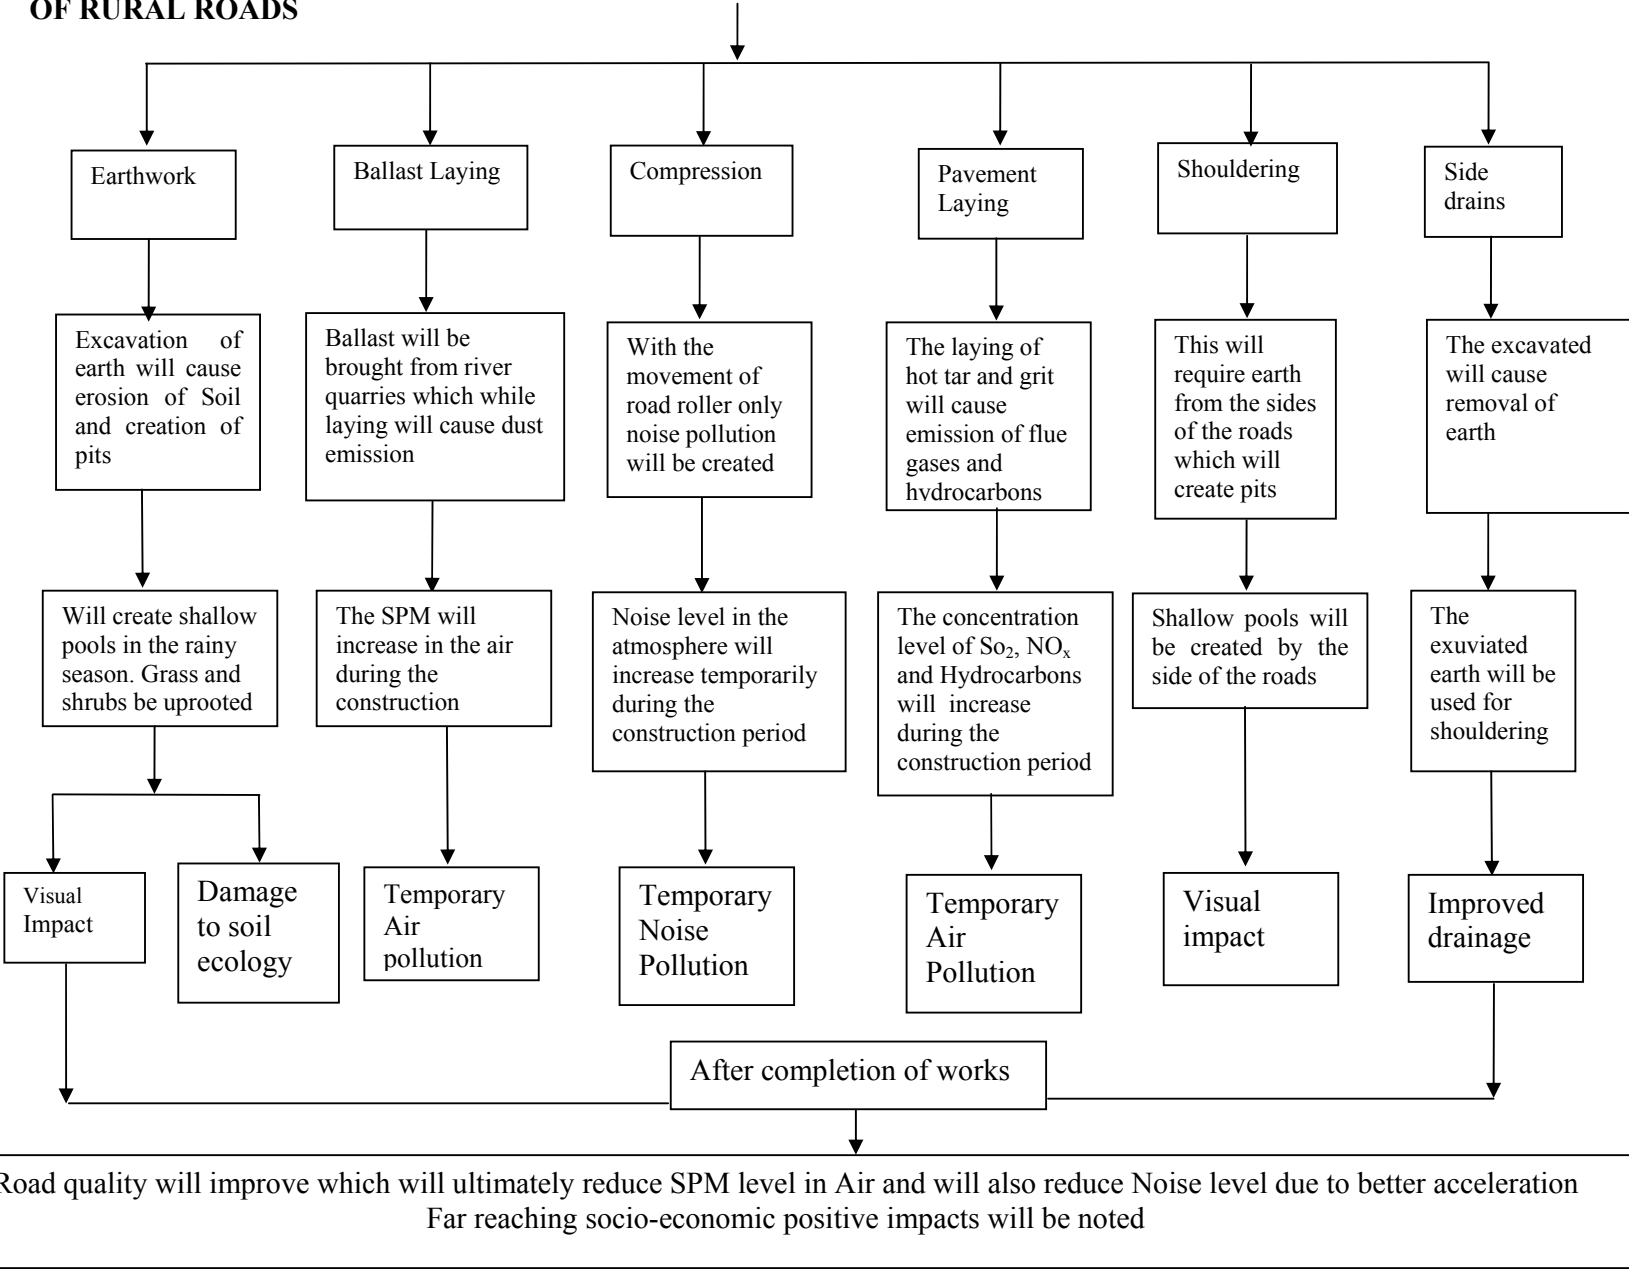 OF RURAL ROADS
Earthwork
Ballast Laying
Compression
Pavement
Laying
Shouldering
Side
drains
Excavation of
earth will cause
erosion of Soil
and creation of
pits
Ballast will be
brought from river
quarries which while
laying will cause dust
emission
With the
movement of
road roller only
noise pollution
will be created
The laying of
hot tar and grit
will cause
emission of flue
gases and
hydrocarbons
This will
require earth
from the sides
of the roads
which will
create pits
The excavated
will cause
removal of
earth
Will create shallow
pools in the rainy
season. Grass and
shrubs be uprooted
The SPM will
increase in the air
during the
construction
Noise level in the
atmosphere will
increase temporarily
during the
construction period
The concentration
level of So₂, NOₓ
and Hydrocarbons
will increase
during the
construction period
Shallow pools will
be created by the
side of the roads
The
exuviated
earth will be
used for
shouldering
Visual
Impact
Damage
to soil
ecology
Temporary
Air
pollution
Temporary
Noise
Pollution
Temporary
Air
Pollution
Visual
impact
Improved
drainage
After completion of works
Road quality will improve which will ultimately reduce SPM level in Air and will also reduce Noise level due to better acceleration
Far reaching socio-economic positive impacts will be noted